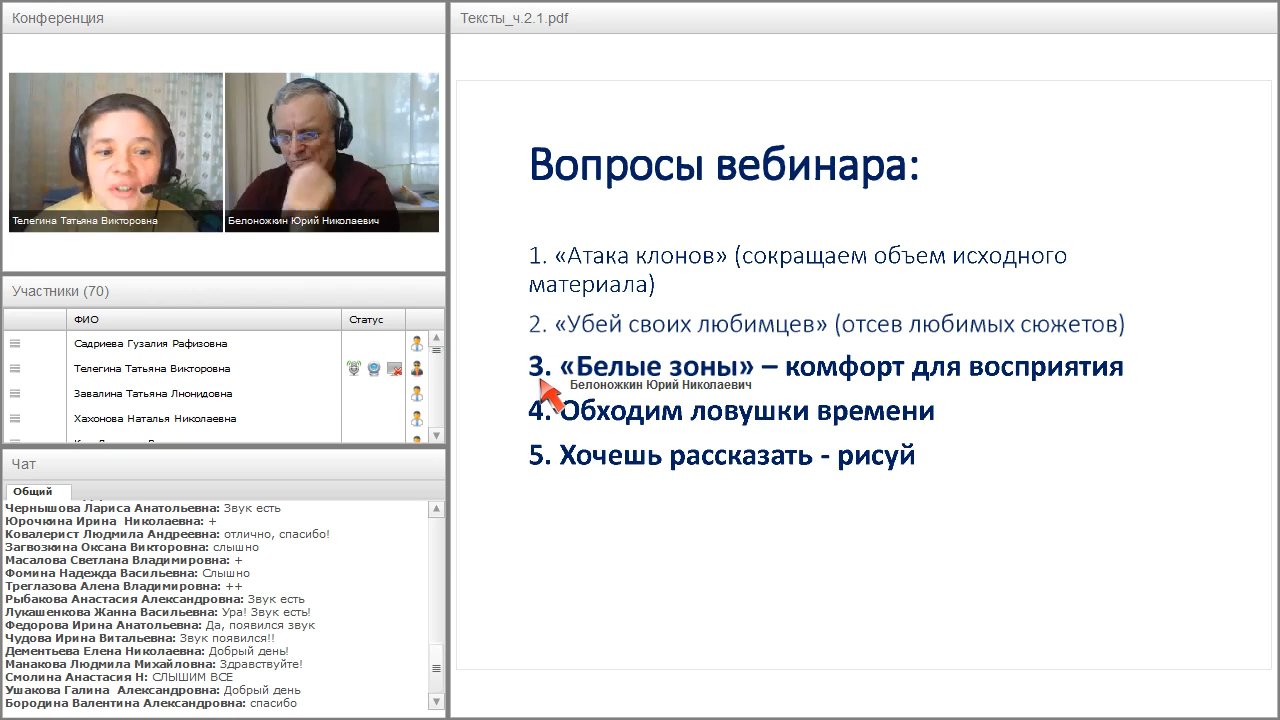 Конференция
Телегина Татьяна Викторовна
Белоножкин Юрий Николаевич
Участники (70)
ФИО
Статус
Садриева Гузалия Рафизовна
Телегина Татьяна Викторовна
Завалина Татьяна Лнонидовна
Хахонова Наталья Николаевна
Чат
Общий
Чернышова Лариса Анатольевна: Звук есть
Юрочкина Ирина Николаевна: +
Ковалерист Людмила Андреевна: отлично, спасибо!
Загвозкина Оксана Викторовна: слышно
Масалова Светлана Владимировна: +
Фомина Надежда Васильевна: Слышно
Треглазова Алена Владимировна: ++
Рыбакова Анастасия Александровна: Звук есть
Лукашенкова Жанна Васильевна: Ура! Звук есть!
Федорова Ирина Анатольевна: Да, появился звук
Чудова Ирина Витальевна: Звук появился!!
Дементьева Елена Николаевна: Добрый день!
Манакова Людмила Михайловна: Здравствуйте!
Смолина Анастасия Н: СЛЫШИМ ВСЕ
Ушакова Галина Александровна: Добрый день
Бородина Валентина Александровна: спасибо
Тексты_ч.2.1.pdf
Вопросы вебинара:
1. «Атака клонов» (сокращаем объем исходного
материала)
2. «Убей своих любимцев» (отсев любимых сюжетов)
3. «Белые зоны» – комфорт для восприятия
Белоножкин Юрий Николаевич
4. Обходим ловушки времени
5. Хочешь рассказать - рисуй